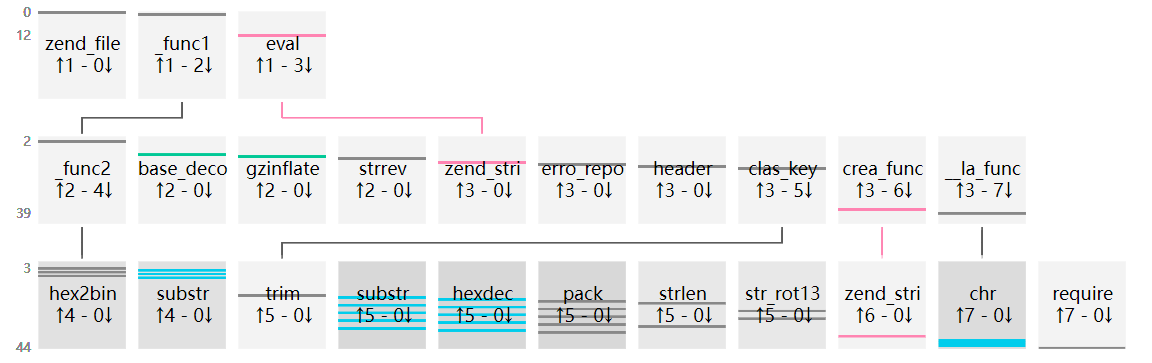 0
12
zend_file
↑1 - 0↓
_func1
↑1 - 2↓
eval
↑1 - 3↓
2
39
_func2
↑2 - 4↓
base_deco
↑2 - 0↓
gzinflate
↑2 - 0↓
strrev
↑2 - 0↓
zend_stri
↑3 - 0↓
erro_repo
↑3 - 0↓
header
↑3 - 0↓
clas_key
↑3 - 5↓
crea_func
↑3 - 6↓
__la_func
↑3 - 7↓
3
44
hex2bin
↑4 - 0↓
substr
↑4 - 0↓
trim
↑5 - 0↓
substr
↑5 - 0↓
hexdec
↑5 - 0↓
pack
↑5 - 0↓
strlen
↑5 - 0↓
str_rot13
↑5 - 0↓
zend_stri
↑6 - 0↓
chr
↑7 - 0↓
require
↑7 - 0↓